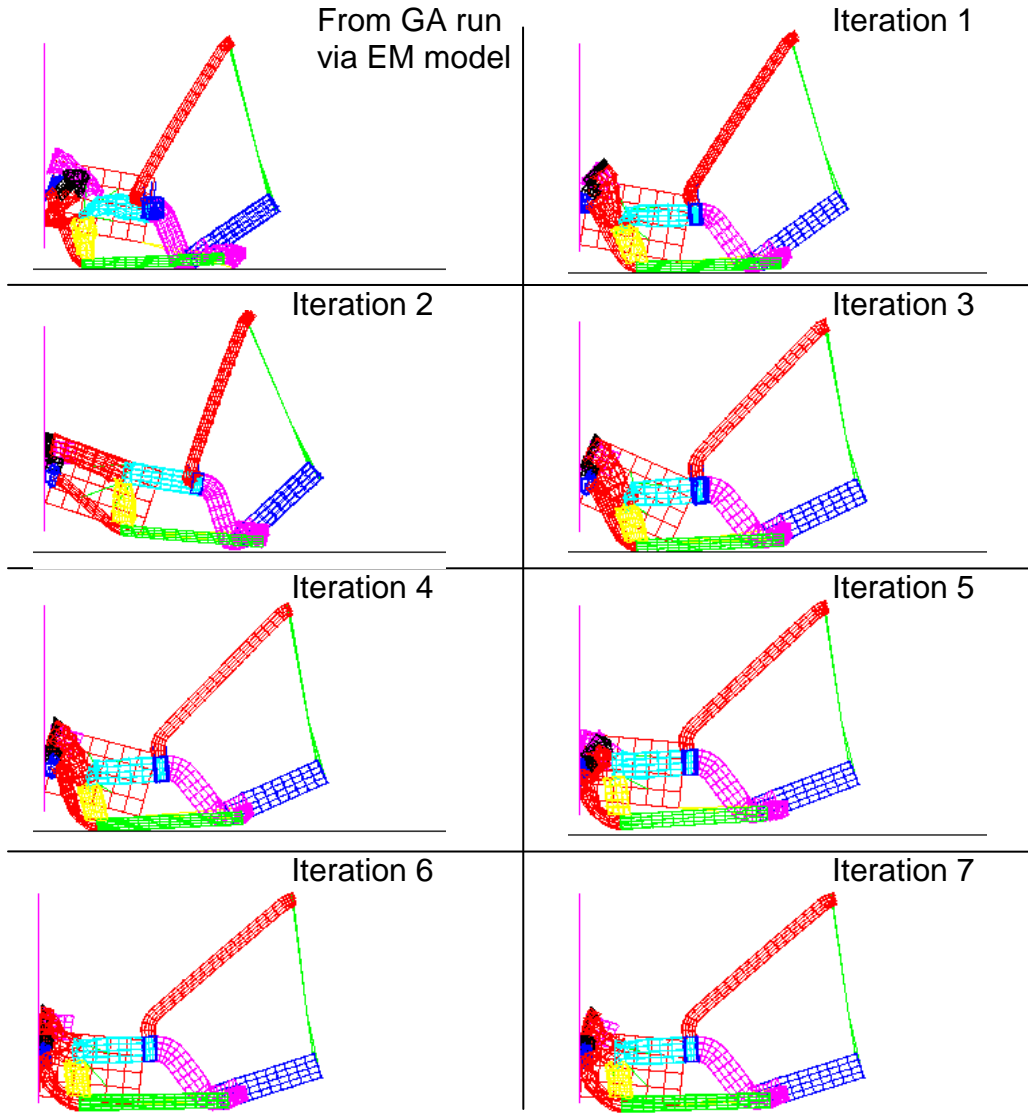 From GA run
via EM model
Iteration 1
Iteration 2
Iteration 3
Iteration 4
Iteration 5
Iteration 6
Iteration 7